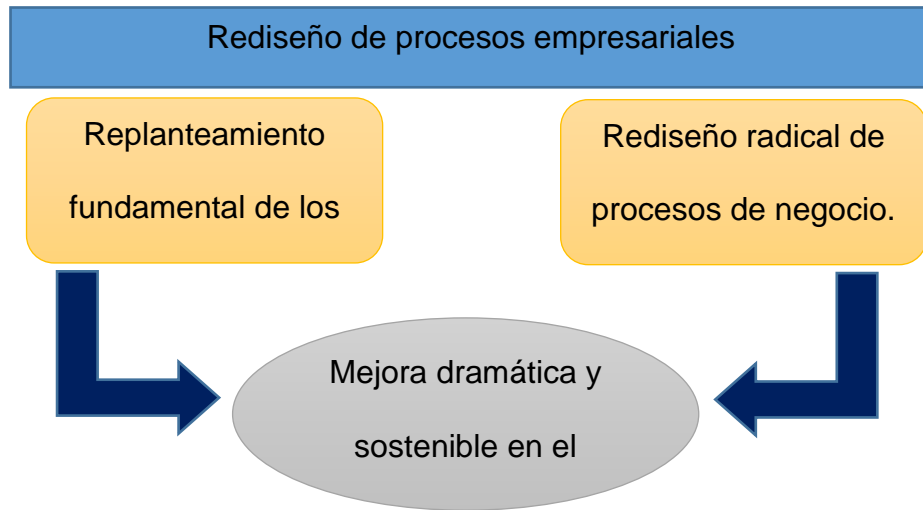 Rediseño de procesos empresariales
Replanteamiento
fundamental de los
Rediseño radical de
procesos de negocio.
Mejora dramática y
sostenible en el